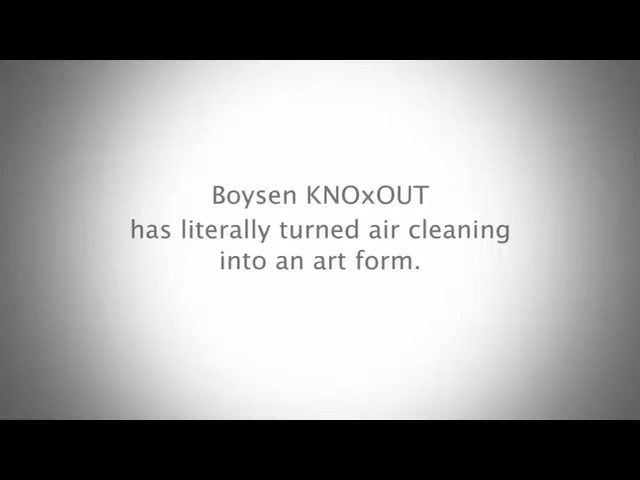 Boysen KNOxOUT
has literally turned air cleaning
into an art form.